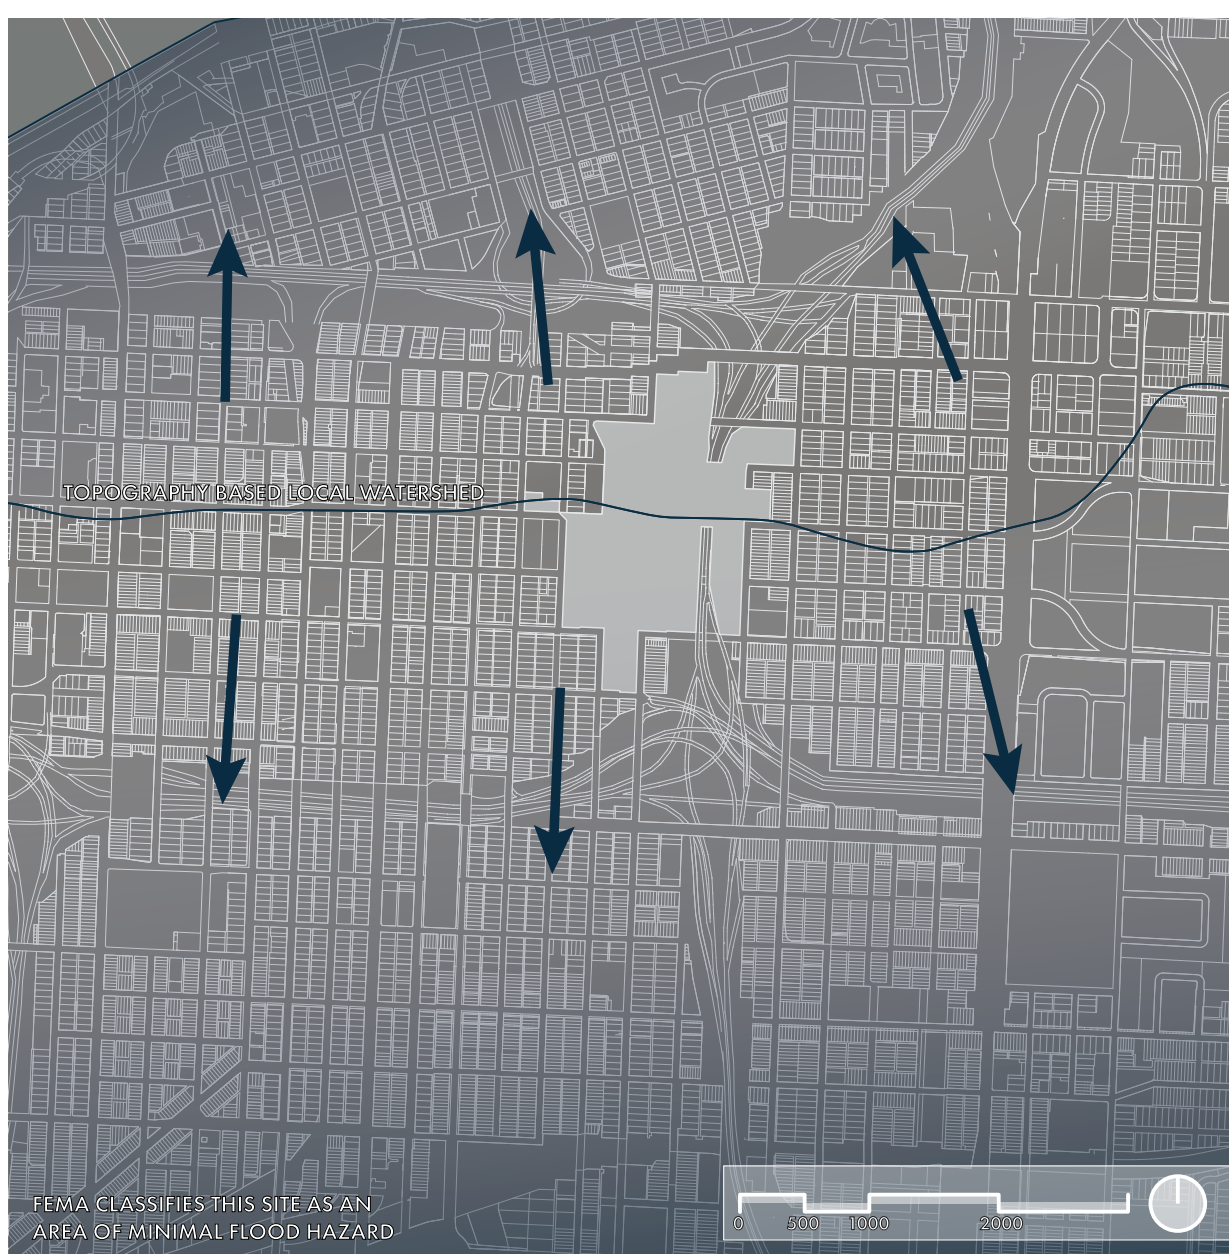 TOPOGRAPHY BASED LOCAL WATERSHED
FEMA CLASSIFIES THIS SITE AS AN
AREA OF MINIMAL FLOOD HAZARD
0 500 1000 2000